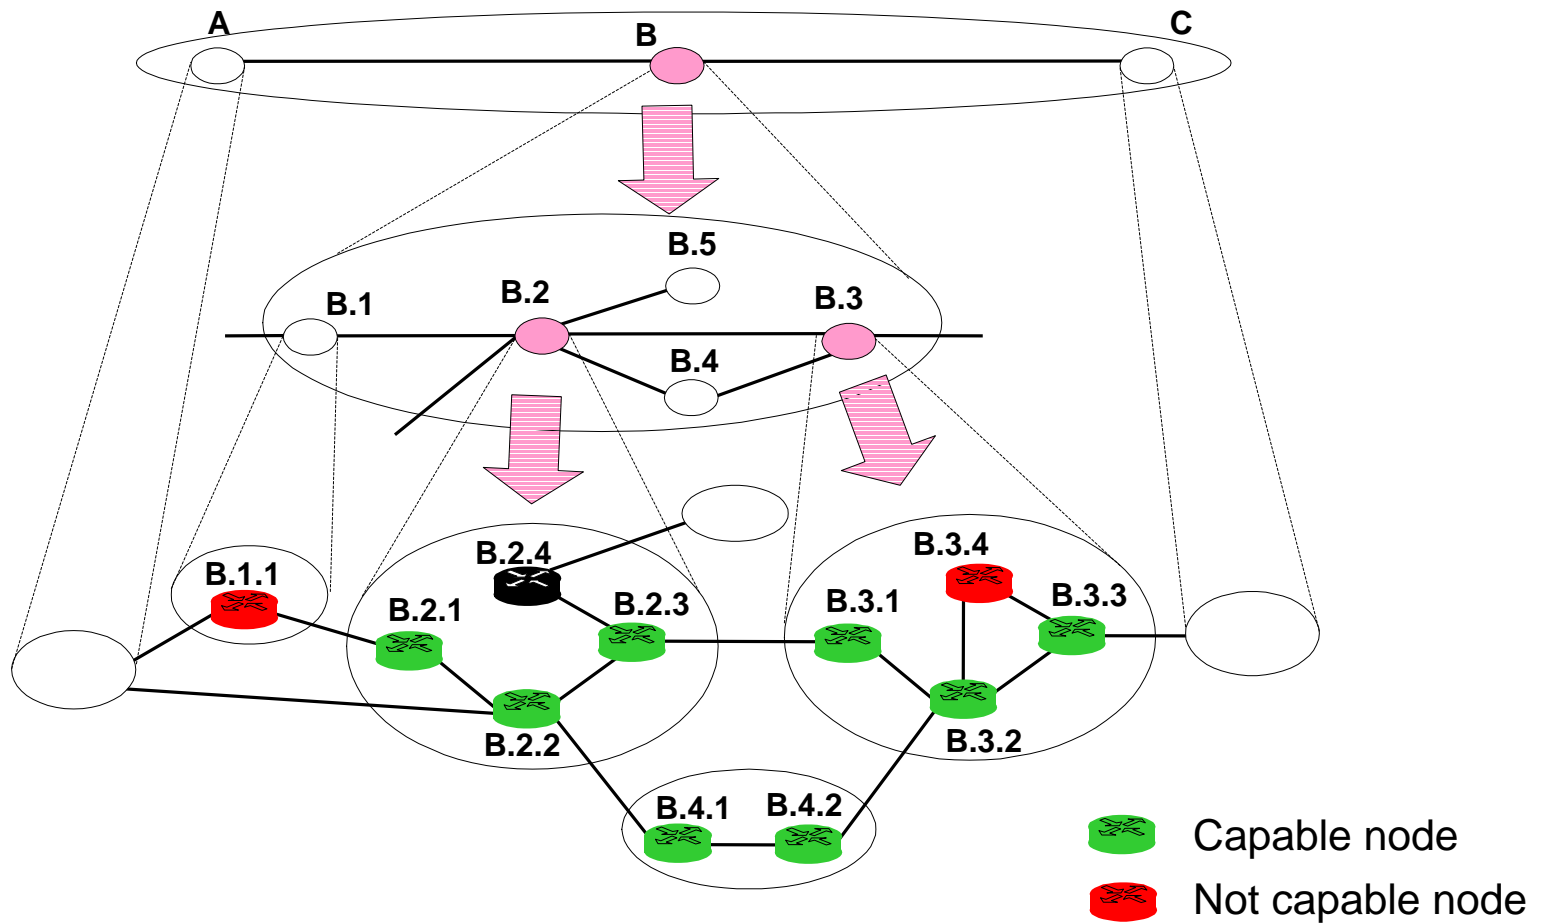 A
B
C
B.5
B.1
B.2
B.3
B.4
B.2.4
B.3.4
B.1.1
B.2.1
B.2.3
B.3.1
B.3.3
B.2.2
B.3.2
B.4.1
B.4.2
Capable node
Not capable node